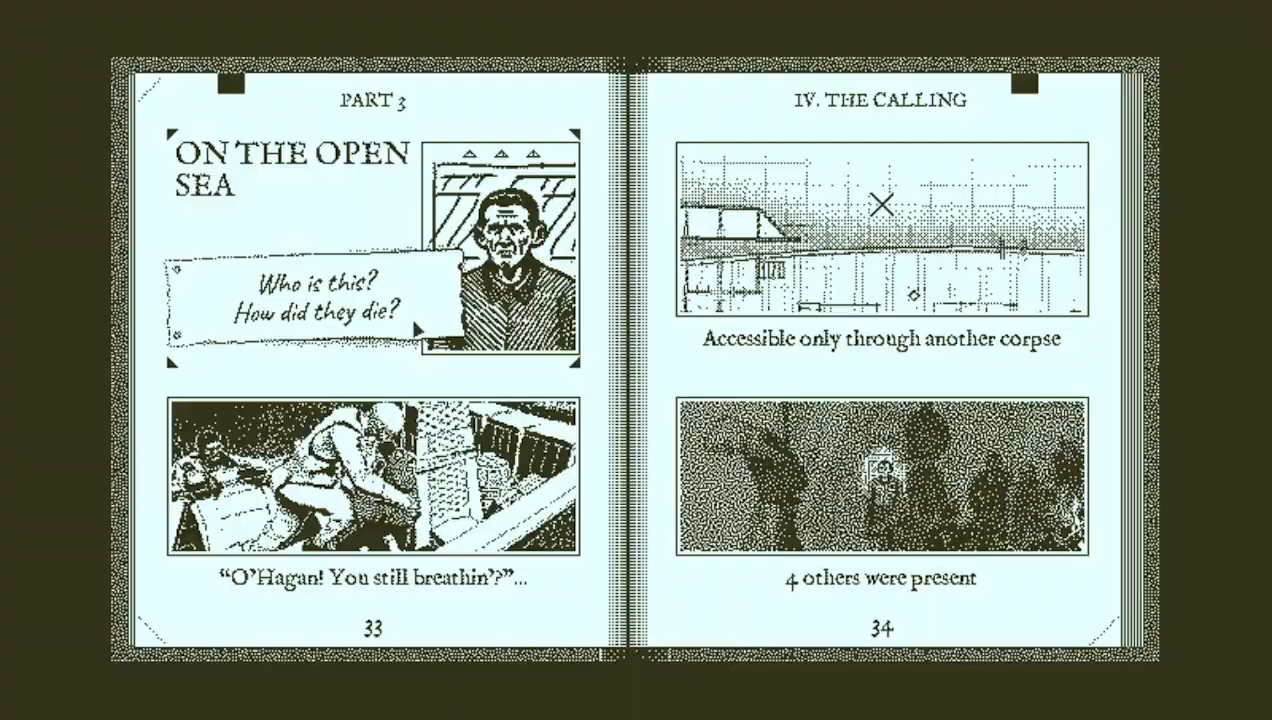 PART 3
ON THE OPEN
SEA
Who is this?
How did they die?
“O’Hagan! You still breathin’?”...
33
IV. THE CALLING
Accessible only through another corpse
4 others were present
34